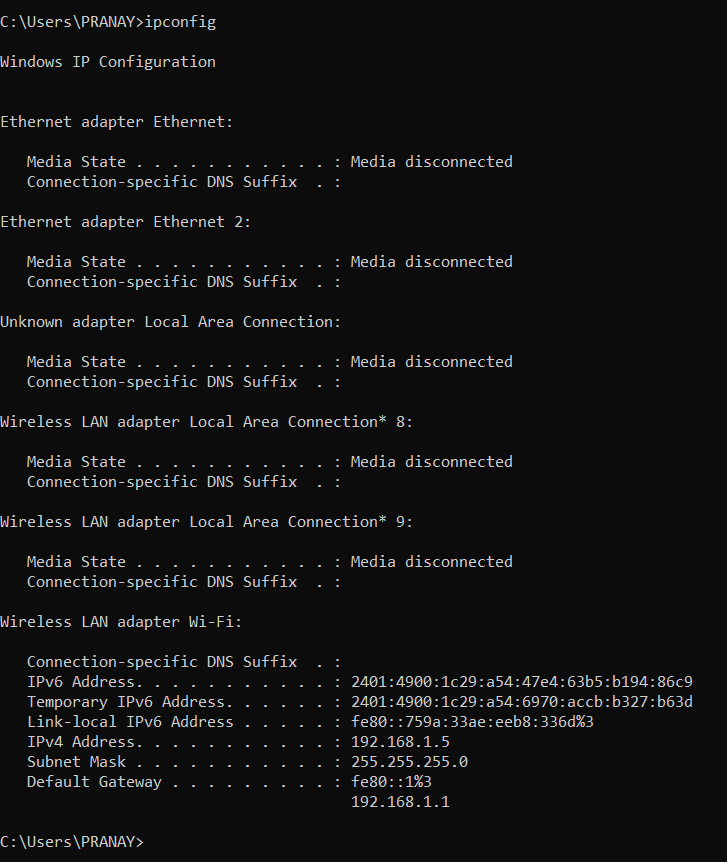 C:\Users\PRANAY>ipconfig
Windows IP Configuration
Ethernet adapter Ethernet:
   Media State . . . . . . . . . . . : Media disconnected
   Connection-specific DNS Suffix  . :
Ethernet adapter Ethernet 2:
   Media State . . . . . . . . . . . : Media disconnected
   Connection-specific DNS Suffix  . :
Unknown adapter Local Area Connection:
   Media State . . . . . . . . . . . : Media disconnected
   Connection-specific DNS Suffix  . :
Wireless LAN adapter Local Area Connection* 8:
   Media State . . . . . . . . . . . : Media disconnected
   Connection-specific DNS Suffix  . :
Wireless LAN adapter Local Area Connection* 9:
   Media State . . . . . . . . . . . : Media disconnected
   Connection-specific DNS Suffix  . :
Wireless LAN adapter Wi-Fi:
   Connection-specific DNS Suffix  . :
   IPv6 Address. . . . . . . . . . . : 2401:4900:1c29:a54:47e4:63b5:b194:86c9
   Temporary IPv6 Address. . . . . . : 2401:4900:1c29:a54:6970:accb:b327:b63d
   Link-local IPv6 Address . . . . . : fe80::759a:33ae:eeb8:336d%3
   IPv4 Address. . . . . . . . . . . : 192.168.1.5
   Subnet Mask . . . . . . . . . . . : 255.255.255.0
   Default Gateway . . . . . . . . . : fe80::1%3
                                       192.168.1.1
C:\Users\PRANAY>